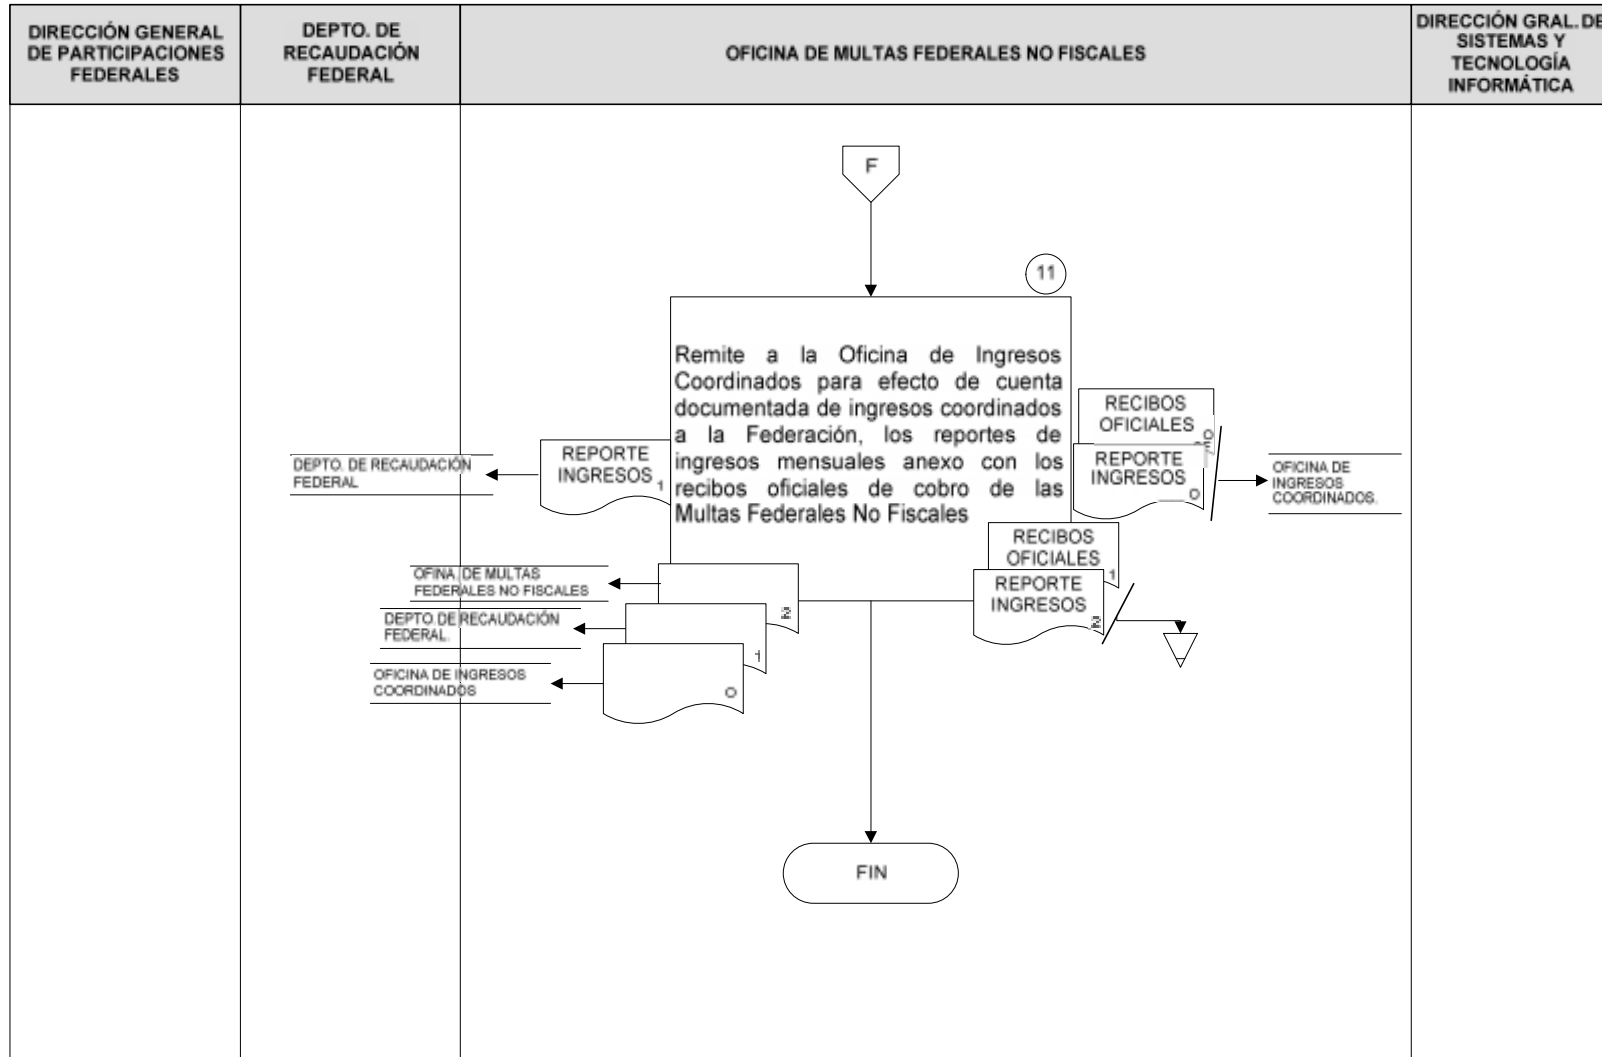 DIRECCIÓN GENERAL
DE PARTICIPACIONES
FEDERALES
DEPTO. DE
RECAUDACIÓN
FEDERAL
OFICINA DE MULTAS FEDERALES NO FISCALES
DIRECCIÓN GRAL. DE
SISTEMAS Y
TECNOLOGÍA
INFORMÁTICA
F
11
Remite a la Oficina de Ingresos
Coordinados para efecto de cuenta
documentada de ingresos coordinados
a la Federación, los reportes de
ingresos mensuales anexo con los
recibos oficiales de cobro de las
Multas Federales No Fiscales
REPORTE
INGRESOS 1
DEPTO. DE RECAUDACIÓN
FEDERAL
RECIBOS
OFICIALES
REPORTE
INGRESOS O
OFICINA DE
INGRESOS
COORDINADOS.
RECIBOS
OFICIALES 1
REPORTE
INGRESOS
OFINA. DE MULTAS
FEDERALES NO FISCALES
DEPTO. DE RECAUDACIÓN
FEDERAL.
1
OFICINA DE INGRESOS
COORDINADOS
O
FIN